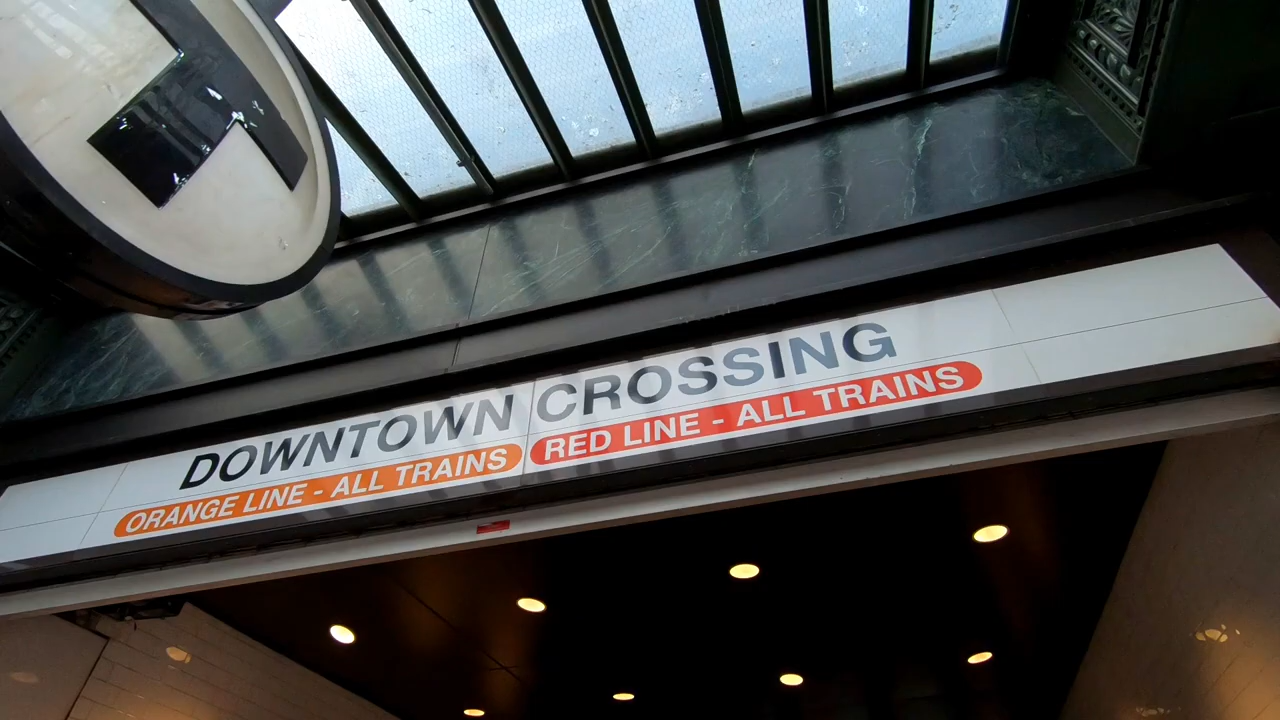 DOWNTOWN CROSSING
ORANGE LINE - ALL TRAINS RED LINE - ALL TRAINS